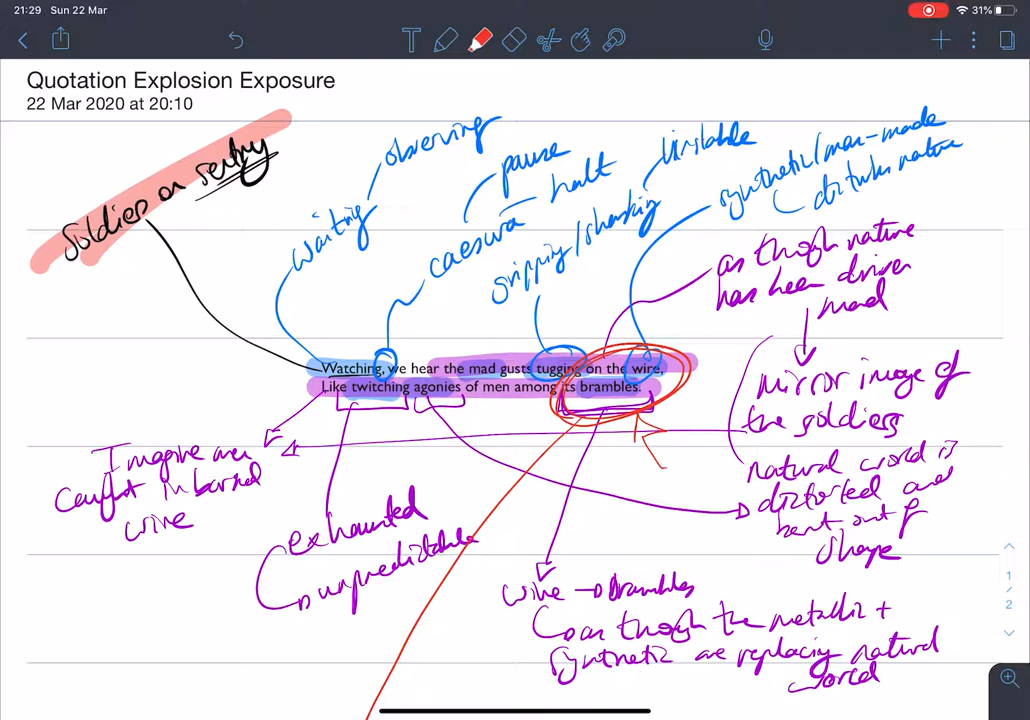 21:29 Sun 22 Mar
31%
Quotation Explosion Exposure
22 Mar 2020 at 20:10
Soldiers on sentry
waiting
observing
caesura
pause
halt
gripping/shaking
synthetic/man-made
disturbs nature
as though nature
has been driven
mad
Watching, we hear the mad gusts tugging on the wire,
Like twitching agonies of men among its brambles.
mirror image of
the soldiers
natural world is
distorted and
bent out of
shape
Imagine men
caught in barbed
wire
exhausted
unpredictable
wire → brambles
as though the metallic +
synthetic are replacing natural
world
1
2